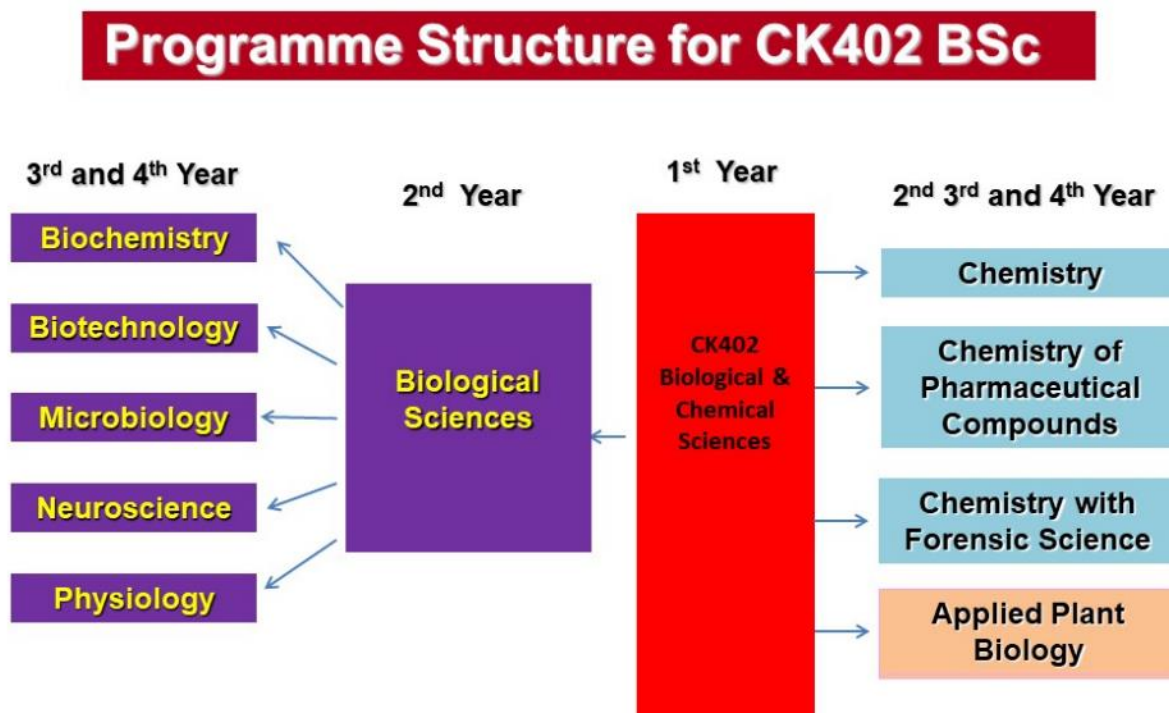 Programme Structure for CK402 BSc
3rd and 4th Year
Biochemistry
Biotechnology
Microbiology
Neuroscience
Physiology
2nd Year
Biological
Sciences
1st Year
CK402
Biological &
Chemical
Sciences
2nd 3rd and 4th Year
Chemistry
Chemistry of
Pharmaceutical
Compounds
Chemistry with
Forensic Science
Applied Plant
Biology